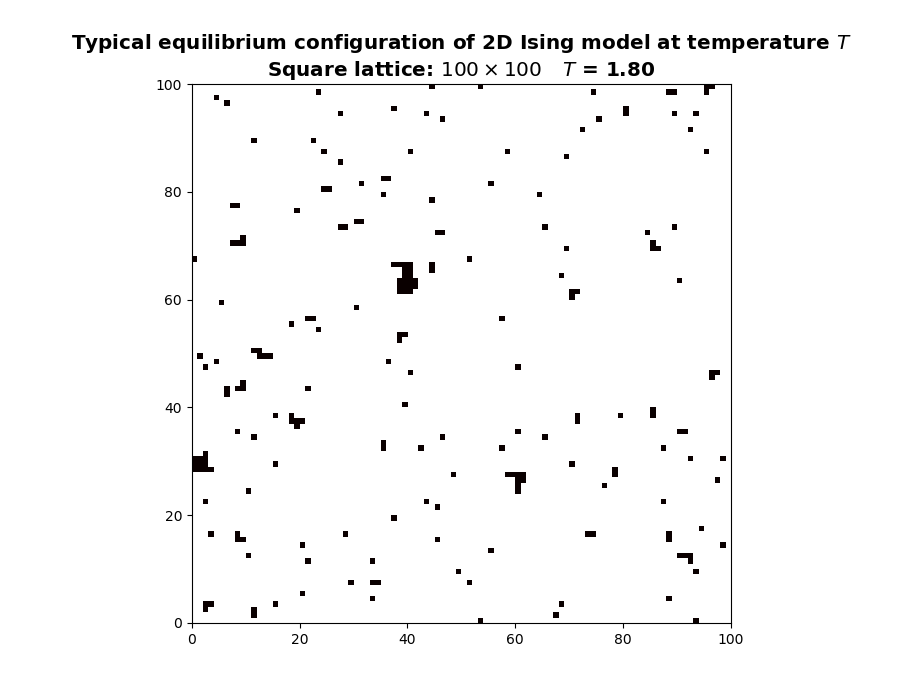 Typical equilibrium configuration of 2D Ising model at temperature T
Square lattice: 100 × 100 T = 1.80
100
80
60
40
20
0
0 20 40 60 80 100